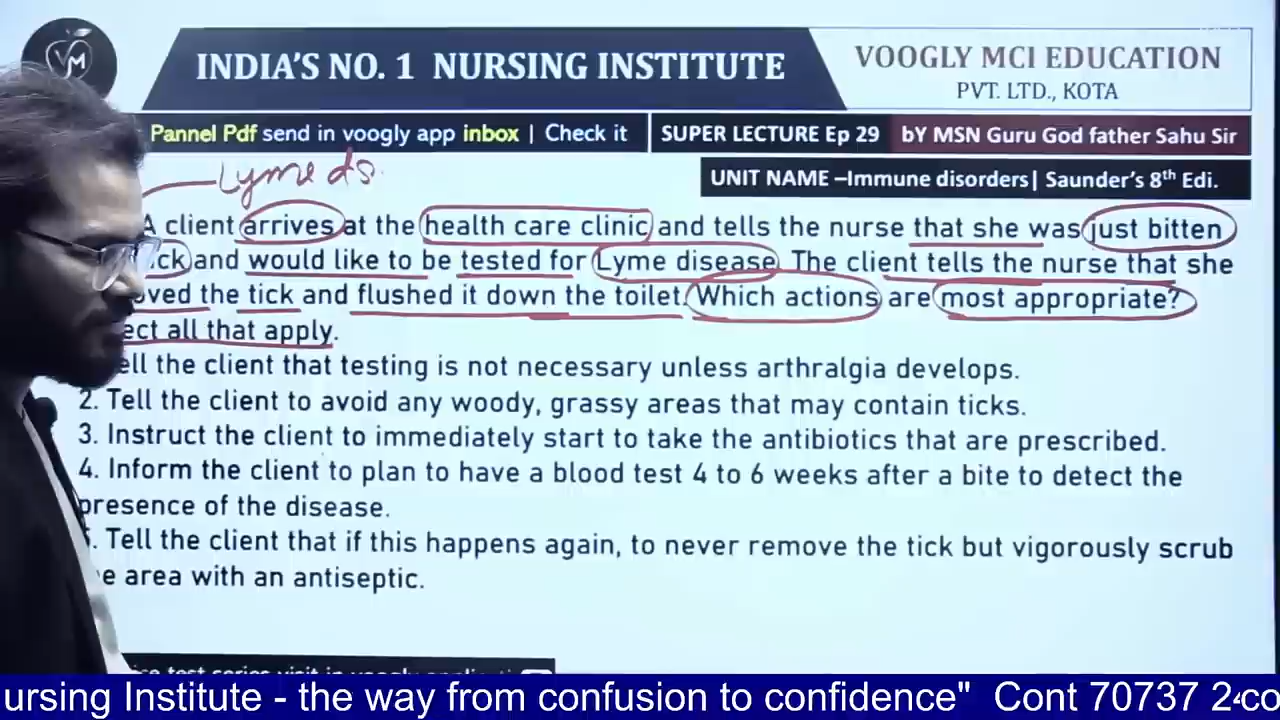 VM
INDIA'S NO. 1 NURSING INSTITUTE
VOOGLY MCI EDUCATION
PVT. LTD., KOTA
Pannel Pdf send in voogly app inbox | Check it
SUPER LECTURE Ep 29
bY MSN Guru God father Sahu Sir
Lyme ds.
UNIT NAME –Immune disorders| Saunder's 8th Edi.
A client arrives at the health care clinic and tells the nurse that she was just bitten
and would like to be tested for Lyme disease. The client tells the nurse that she
the tick and flushed it down the toilet. Which actions are most appropriate?
all that apply.
the client that testing is not necessary unless arthralgia develops.
2. Tell the client to avoid any woody, grassy areas that may contain ticks.
3. Instruct the client to immediately start to take the antibiotics that are prescribed.
4. Inform the client to plan to have a blood test 4 to 6 weeks after a bite to detect the
presence of the disease.
. Tell the client that if this happens again, to never remove the tick but vigorously scrub
area with an antiseptic.
test series visit in voogly
ursing Institute - the way from confusion to confidence" Cont 70737 2